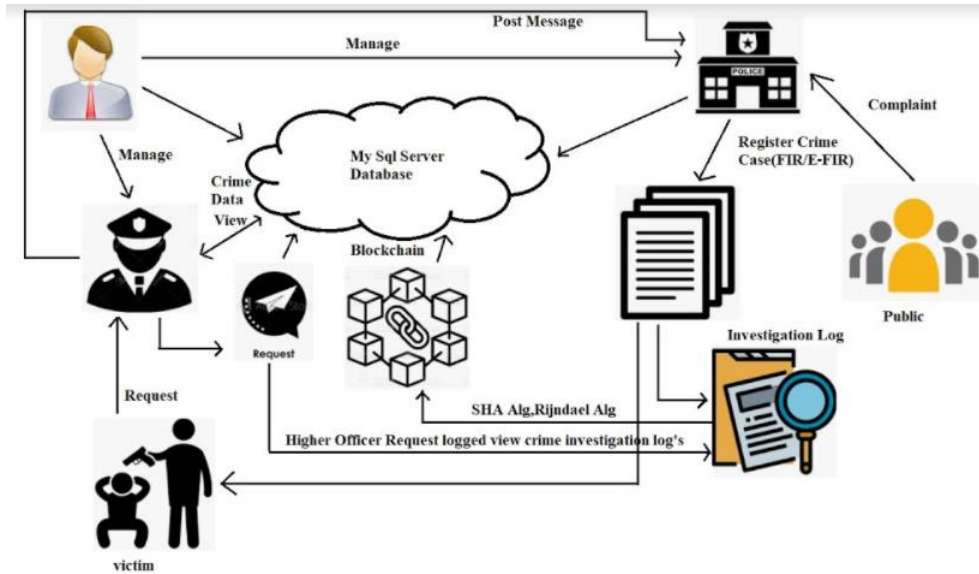 Post Message
Manage
POLICE
Complaint
Manage
My Sql Server
Database
Register Crime
Case(FIR/E-FIR)
Crime
Data
View
Blockchain
Request
Public
Investigation Log
Request
SHA Alg,Rijndael Alg
Higher Officer Request logged view crime investigation log's
victim